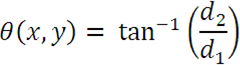 θ(x, y) = tan⁻¹(d₂/d₁)